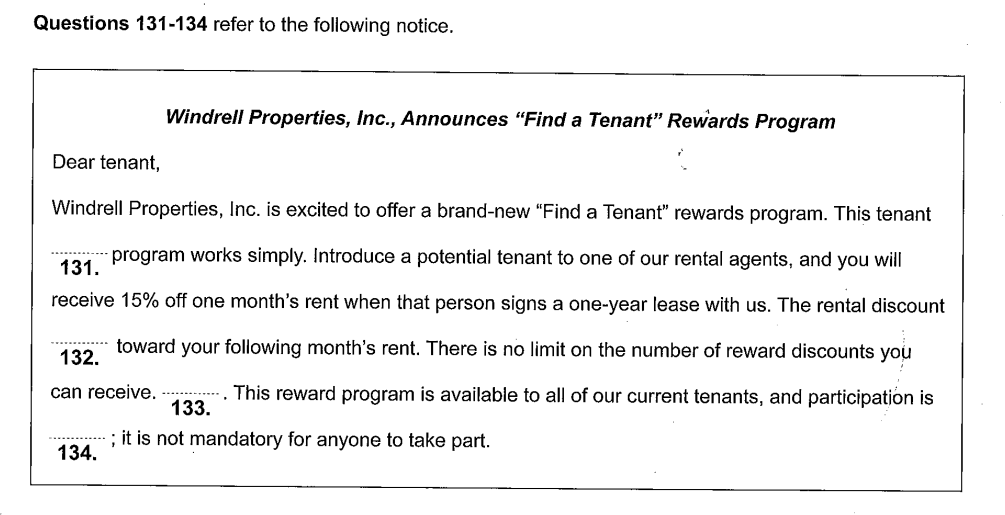 Questions 131-134 refer to the following notice.
Windrell Properties, Inc., Announces “Find a Tenant” Rewards Program
Dear tenant,
Windrell Properties, Inc. is excited to offer a brand-new “Find a Tenant” rewards program. This tenant
----------- 131. program works simply. Introduce a potential tenant to one of our rental agents, and you will
receive 15% off one month’s rent when that person signs a one-year lease with us. The rental discount
----------- 132. toward your following month’s rent. There is no limit on the number of reward discounts you
can receive. ----------- 133. . This reward program is available to all of our current tenants, and participation is
----------- 134. ; it is not mandatory for anyone to take part.